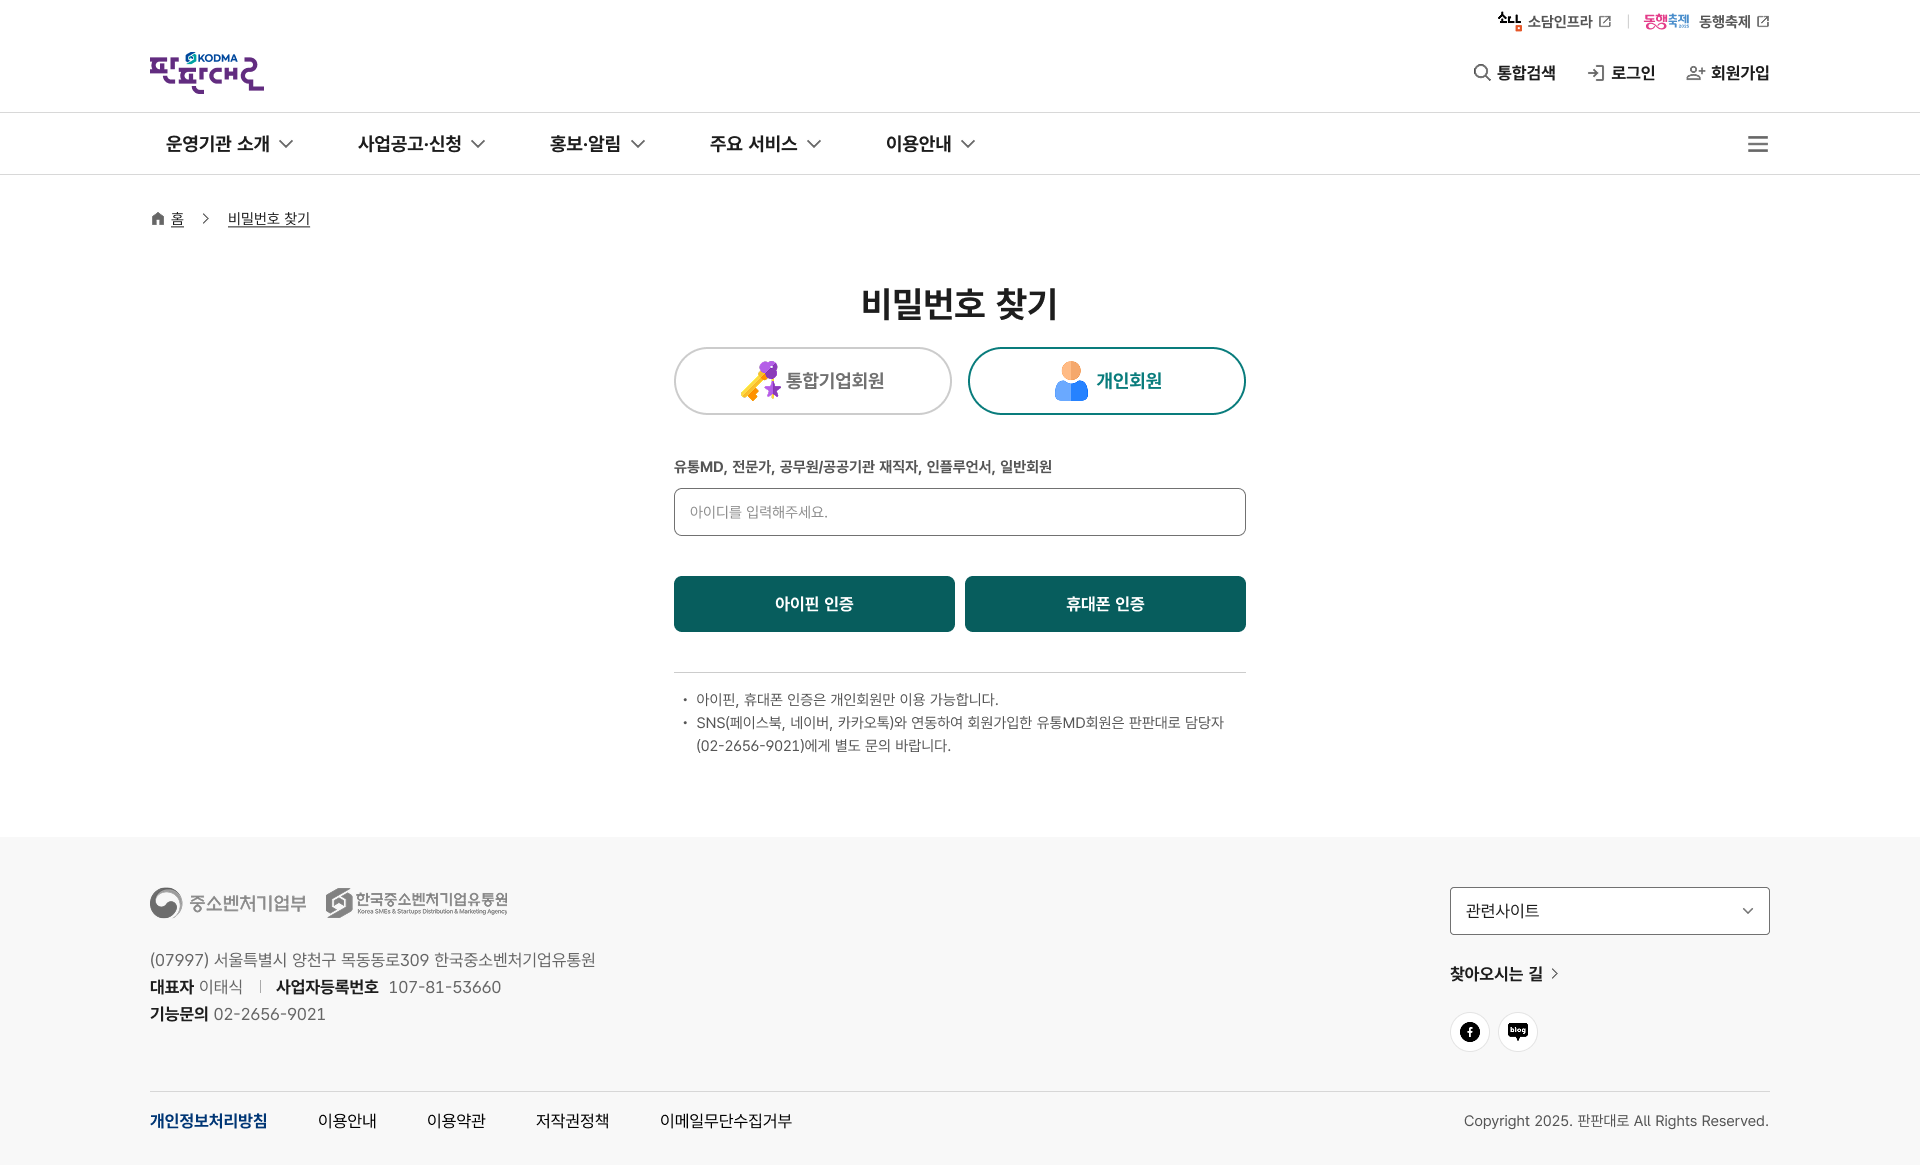 소담 소담인프라
동행축제 2025 동행축제
KODMA
판판대로
통합검색 로그인 회원가입
운영기관 소개 사업공고·신청 홍보·알림 주요 서비스 이용안내
홈 비밀번호 찾기
비밀번호 찾기
통합기업회원 개인회원
유통MD, 전문가, 공무원/공공기관 재직자, 인플루언서, 일반회원
아이디를 입력해주세요.
아이핀 인증 휴대폰 인증
• 아이핀, 휴대폰 인증은 개인회원만 이용 가능합니다.
• SNS(페이스북, 네이버, 카카오톡)와 연동하여 회원가입한 유통MD회원은 판판대로 담당자
(02-2656-9021)에게 별도 문의 바랍니다.
중소벤처기업부 한국중소벤처기업유통원
Korea SMEs & Startups Distribution & Marketing Agency
관련사이트
(07997) 서울특별시 양천구 목동동로309 한국중소벤처기업유통원
대표자 이태식 사업자등록번호 107-81-53660
기능문의 02-2656-9021
찾아오시는 길
blog
개인정보처리방침 이용안내 이용약관 저작권정책 이메일무단수집거부
Copyright 2025. 판판대로 All Rights Reserved.